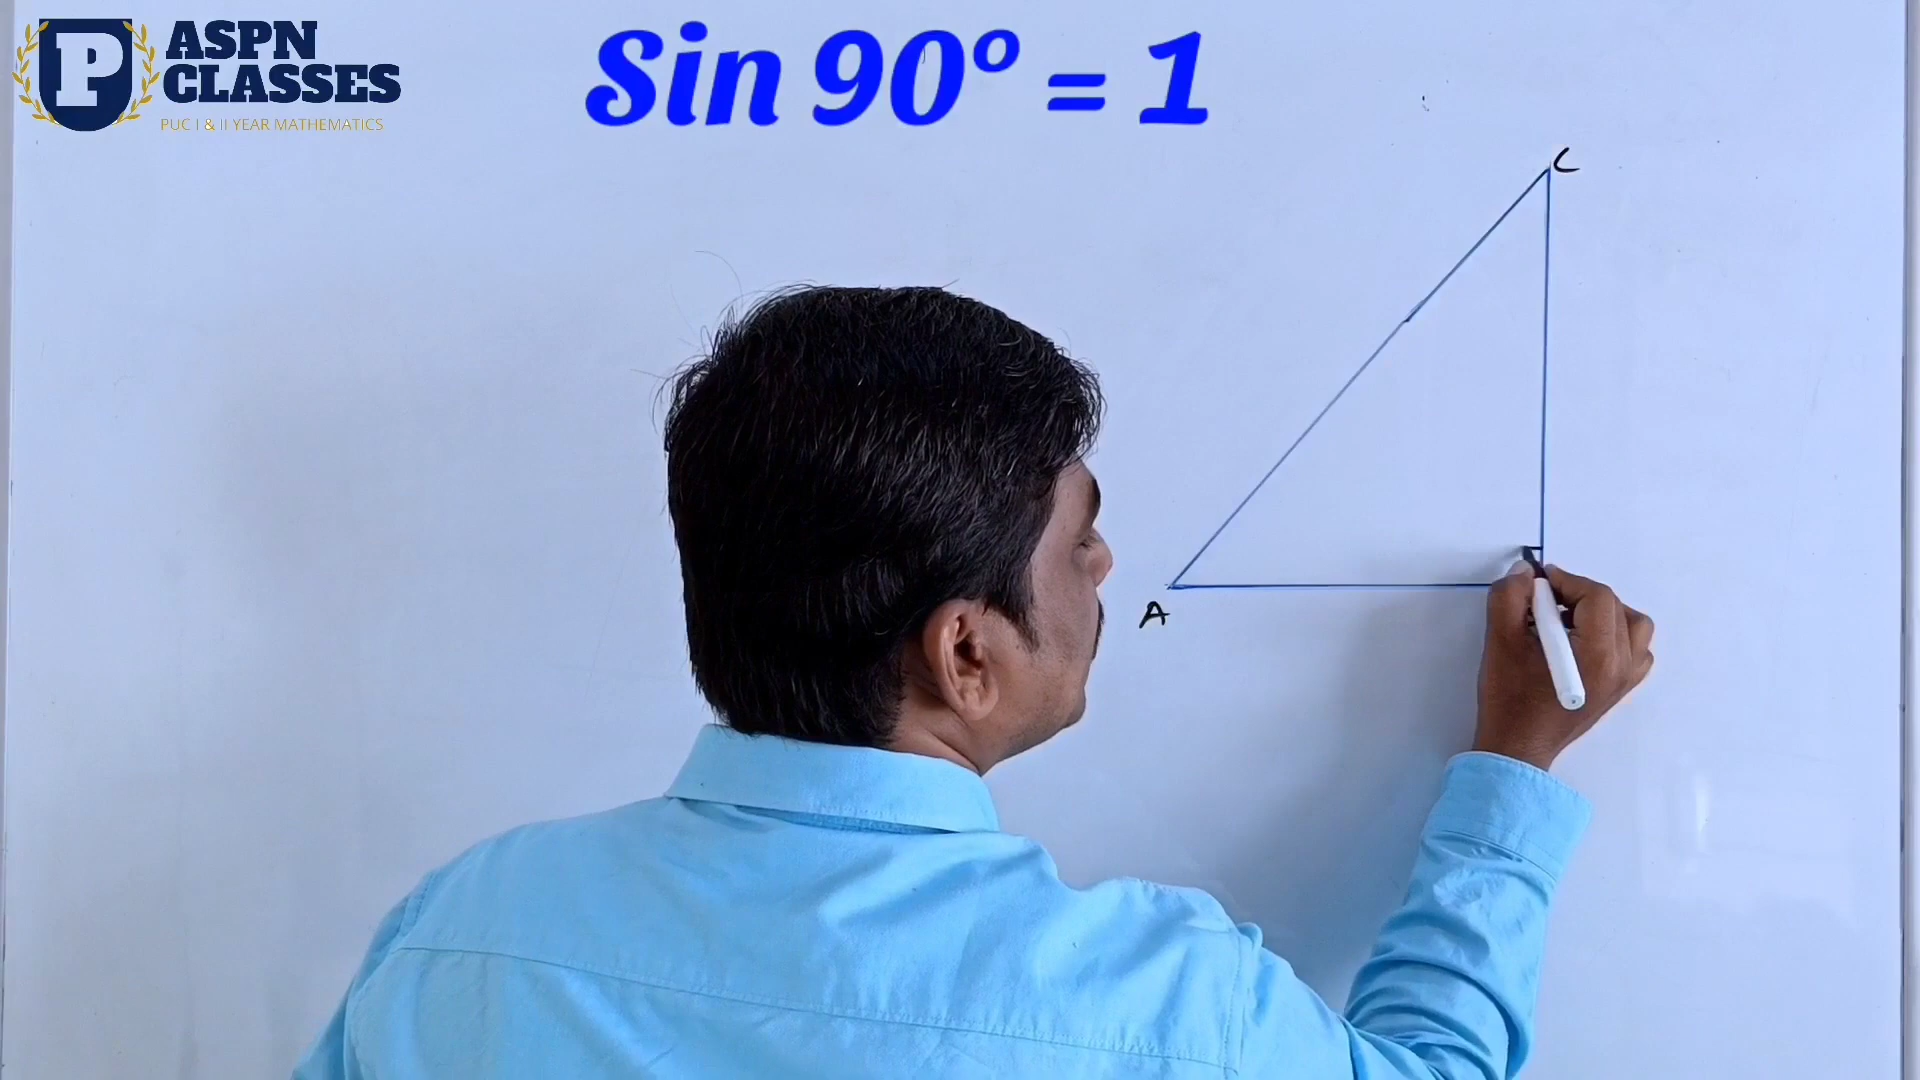 P
ASPN
CLASSES
PUC I & II YEAR MATHEMATICS
Sin 90° = 1
C
A